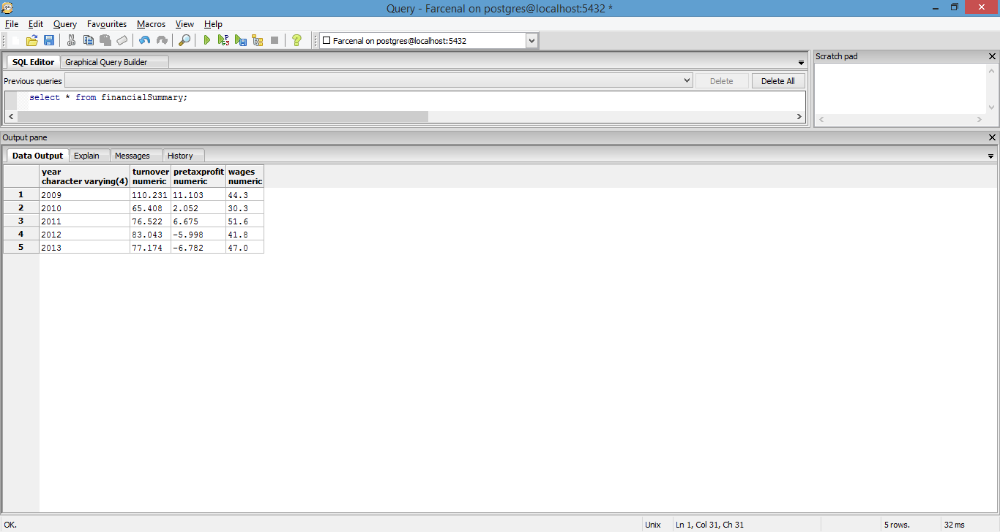 Query - Farcenal on postgres@localhost:5432 *
File Edit Query Favourites Macros View Help
Farcenal on postgres@localhost:5432
SQL Editor Graphical Query Builder
Scratch pad
Previous queries Delete Delete All
select * from financialSummary;
Output pane
Data Output Explain Messages History
year turnover pretaxprofit wages
character varying(4) numeric numeric numeric
1 2009 110.231 11.103 44.3
2 2010 65.408 2.052 30.3
3 2011 76.522 6.675 51.6
4 2012 83.043 -5.998 41.8
5 2013 77.174 -6.782 47.0
OK. Unix Ln 1, Col 31, Ch 31 5 rows. 32 ms